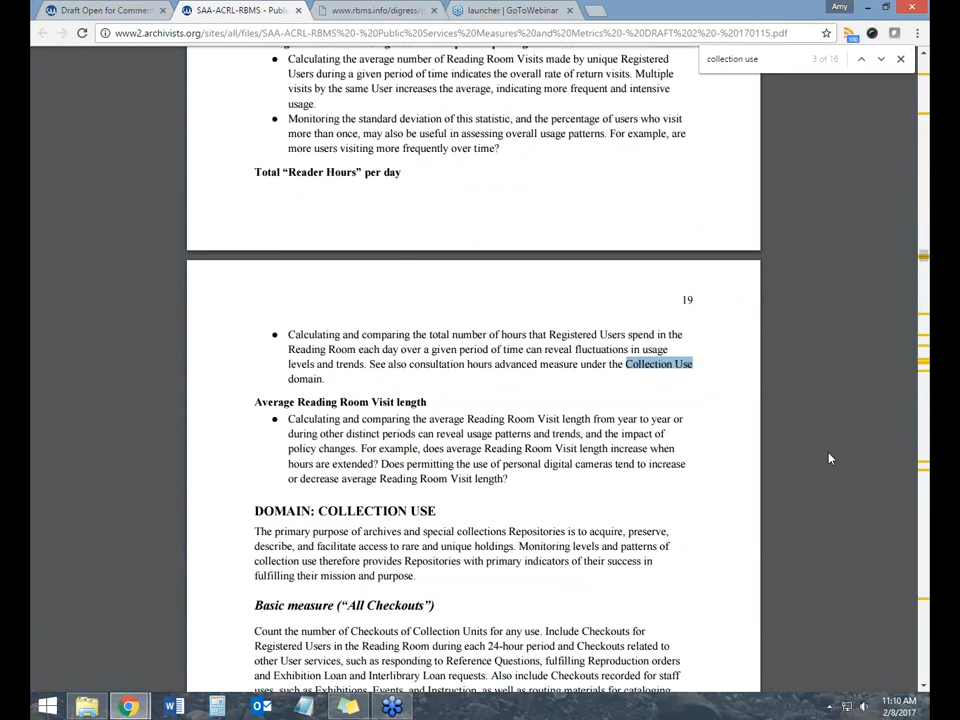 Draft Open for Commen
SAA-ACRL-RBMS - Publi
www.rbms.info/digress/p
launcher | GoToWebinar
Amy
www2.archivists.org/sites/all/files/SAA-ACRL-RBMS%20-%20Public%20Services%20Measures%20and%20Metrics%20-%20DRAFT%202%20-%20170115.pdf
100
collection use
3 of 16
Calculating the average number of Reading Room Visits made by unique Registered
Users during a given period of time indicates the overall rate of return visits. Multiple
visits by the same User increases the average, indicating more frequent and intensive
usage.
Monitoring the standard deviation of this statistic, and the percentage of users who visit
more than once, may also be useful in assessing overall usage patterns. For example, are
more users visiting more frequently over time?
Total “Reader Hours” per day
19
Calculating and comparing the total number of hours that Registered Users spend in the
Reading Room each day over a given period of time can reveal fluctuations in usage
levels and trends. See also consultation hours advanced measure under the Collection Use
domain.
Average Reading Room Visit length
Calculating and comparing the average Reading Room Visit length from year to year or
during other distinct periods can reveal usage patterns and trends, and the impact of
policy changes. For example, does average Reading Room Visit length increase when
hours are extended? Does permitting the use of personal digital cameras tend to increase
or decrease average Reading Room Visit length?
DOMAIN: COLLECTION USE
The primary purpose of archives and special collections Repositories is to acquire, preserve,
describe, and facilitate access to rare and unique holdings. Monitoring levels and patterns of
collection use therefore provides Repositories with primary indicators of their success in
fulfilling their mission and purpose.
Basic measure (“All Checkouts”)
Count the number of Checkouts of Collection Units for any use. Include Checkouts for
Registered Users in the Reading Room during each 24-hour period and Checkouts related to
other User services, such as responding to Reference Questions, fulfilling Reproduction orders
and Exhibition Loan and Interlibrary Loan requests. Also include Checkouts recorded for staff
uses, such as Exhibitions, Events, and Instruction, as well as routing materials for cataloging,
11:10 AM
2/8/2017